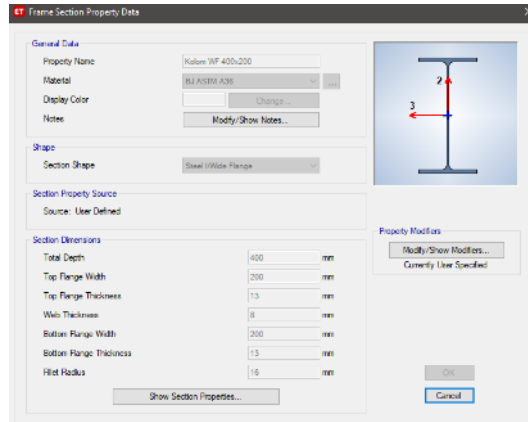 ET Frame Section Property Data
General Data
Property Name Kolom WF 400x200
Material BJ ASTM A36 ...
Display Color Change...
Notes Modify/Show Notes...
Shape
Section Shape Steel I/Wide Flange
Section Property Source
Source: User Defined
Section Dimensions
Total Depth 400 mm
Top Flange Width 200 mm
Top Flange Thickness 13 mm
Web Thickness 8 mm
Bottom Flange Width 200 mm
Bottom Flange Thickness 13 mm
Fillet Radius 16 mm
Show Section Properties...
2
3
Property Modifiers
Modify/Show Modifiers...
Currently User Specified
OK
Cancel